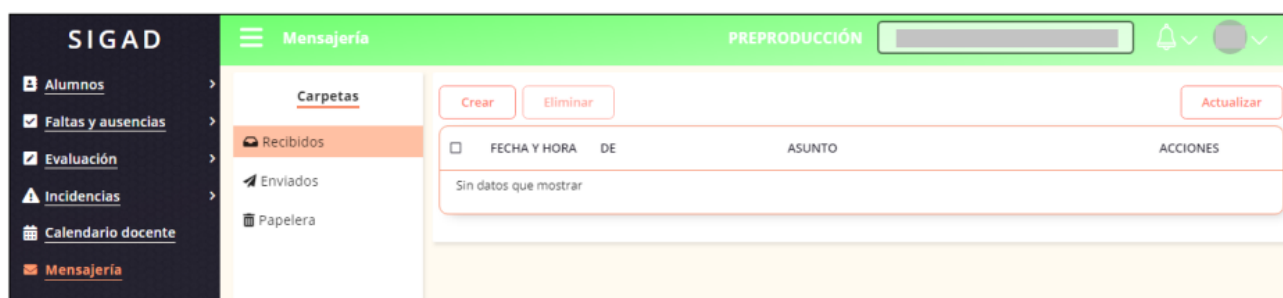 SIGAD
Alumnos
Faltas y ausencias
Evaluación
Incidencias
Calendario docente
Mensajería
Mensajería
PREPRODUCCIÓN
Carpetas
Recibidos
Enviados
Papelera
Crear
Eliminar
Actualizar
FECHA Y HORA DE ASUNTO ACCIONES
Sin datos que mostrar